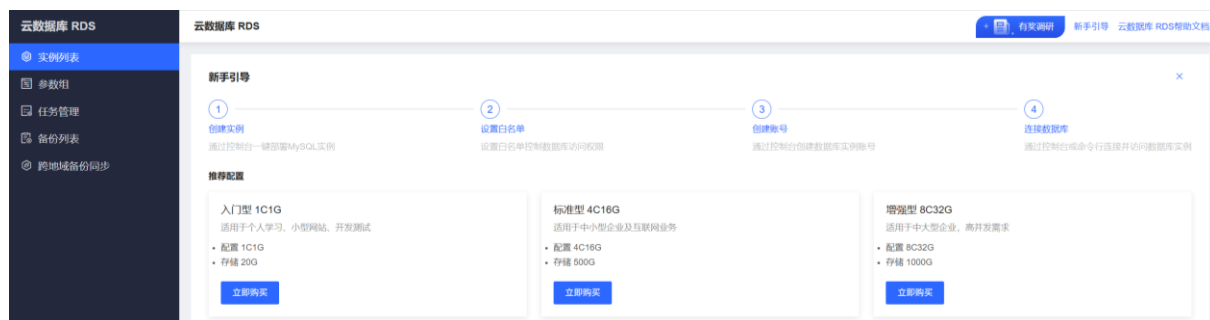 云数据库 RDS
云数据库 RDS
有奖调研
新手引导
云数据库 RDS帮助文档
实例列表
参数组
任务管理
备份列表
跨地域备份同步
新手引导
×
1
2
3
4
创建实例
设置白名单
创建账号
连接数据库
通过控制台一键部署MySQL实例
设置白名单控制数据库访问权限
通过控制台创建数据库实例账号
通过控制台或命令行连接并访问数据库实例
推荐配置
入门型 1C1G
适用于个人学习、小型网站、开发测试
• 配置 1C1G
• 存储 20G
立即购买
标准型 4C16G
适用于中小型企业及互联网业务
• 配置 4C16G
• 存储 500G
立即购买
增强型 8C32G
适用于中大型企业、高并发需求
• 配置 8C32G
• 存储 1000G
立即购买